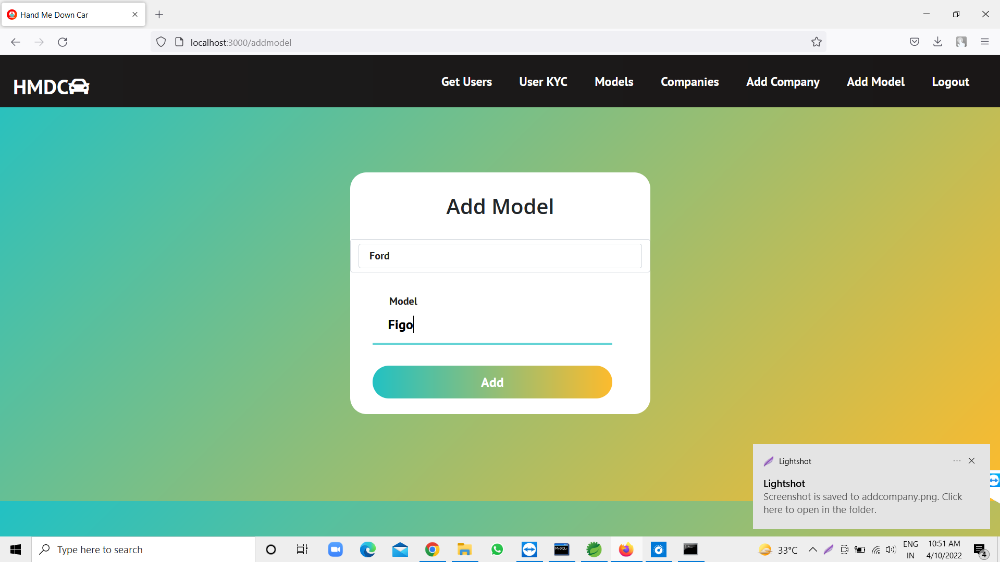 Hand Me Down Car
localhost:3000/addmodel
HMDC
Get Users
User KYC
Models
Companies
Add Company
Add Model
Logout
Add Model
Ford
Model
Figo
Add
Lightshot
Lightshot
Screenshot is saved to addcompany.png. Click
here to open in the folder.
Type here to search
MySQL
33°C
ENG
IN
10:51 AM
4/10/2022
4